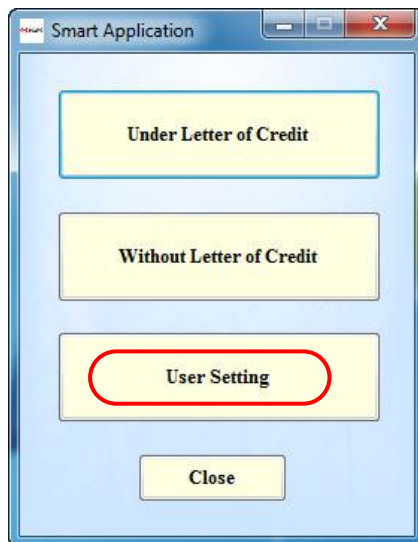 Smart Application
Under Letter of Credit
Without Letter of Credit
User Setting
Close